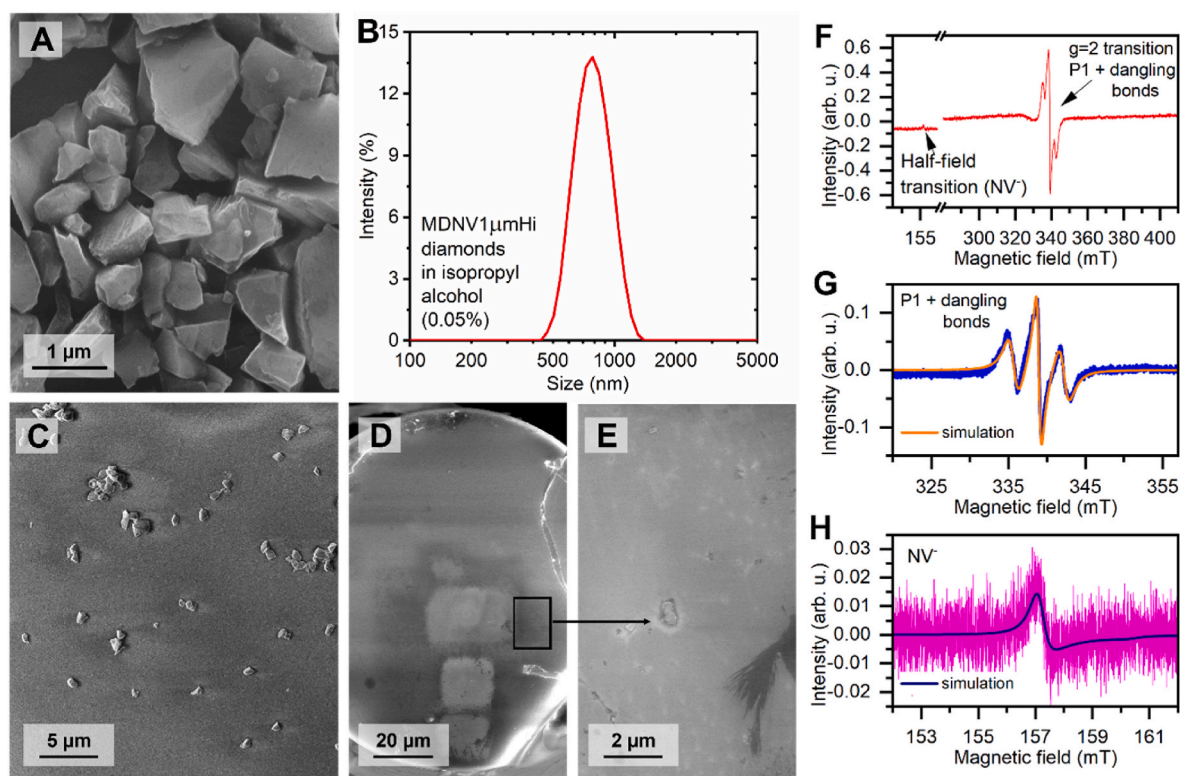 A
1 µm
B
15
12
9
6
3
0
Intensity (%)
MDNV1µmHi
diamonds
in isopropyl
alcohol
(0.05%)
100
500
1000
2000
5000
Size (nm)
C
5 µm
D
20 µm
E
2 µm
F
0.6
0.4
0.2
0.0
-0.2
-0.4
-0.6
Intensity (arb. u.)
g=2 transition
P1 + dangling
bonds
Half-field
transition (NV-)
155 300 320 340 360 380 400
Magnetic field (mT)
G
0.1
0.0
-0.1
Intensity (arb. u.)
P1 + dangling
bonds
simulation
325 335 345 355
Magnetic field (mT)
H
0.03
0.02
0.01
0.00
-0.01
-0.02
Intensity (arb. u.)
NV-
simulation
153 155 157 159 161
Magnetic field (mT)